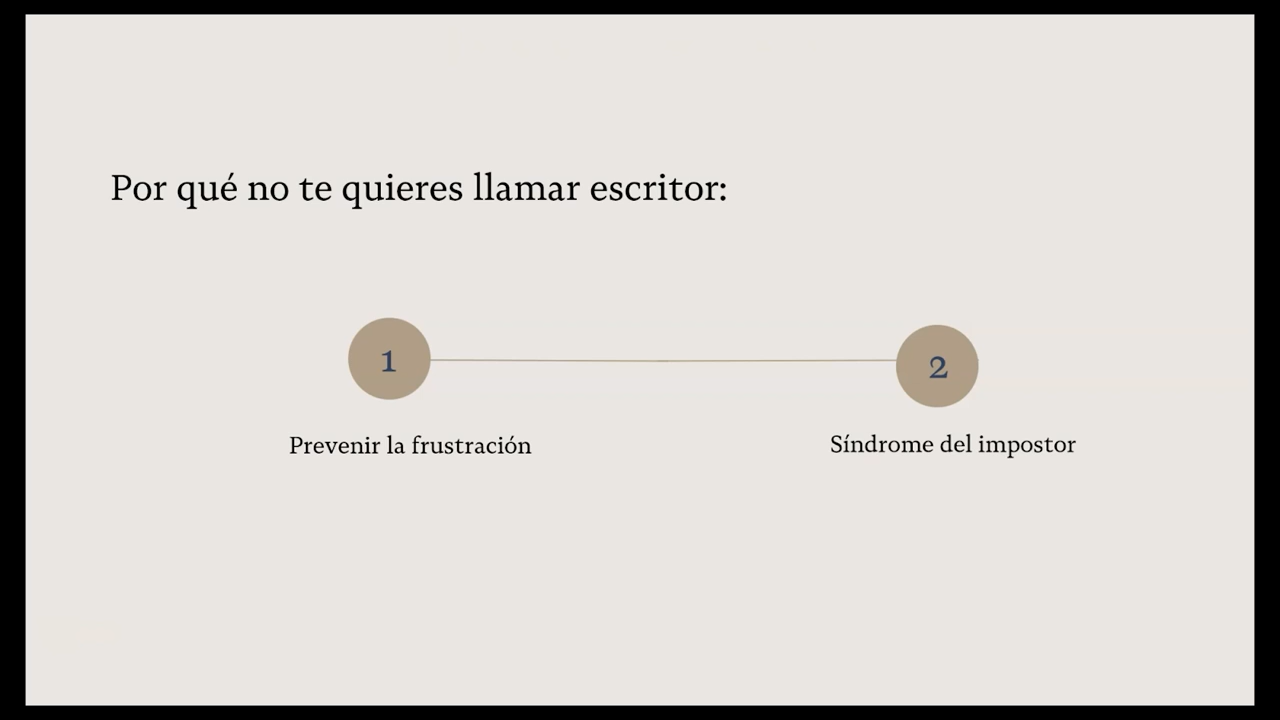 Por qué no te quieres llamar escritor:
1
2
Prevenir la frustración
Síndrome del impostor